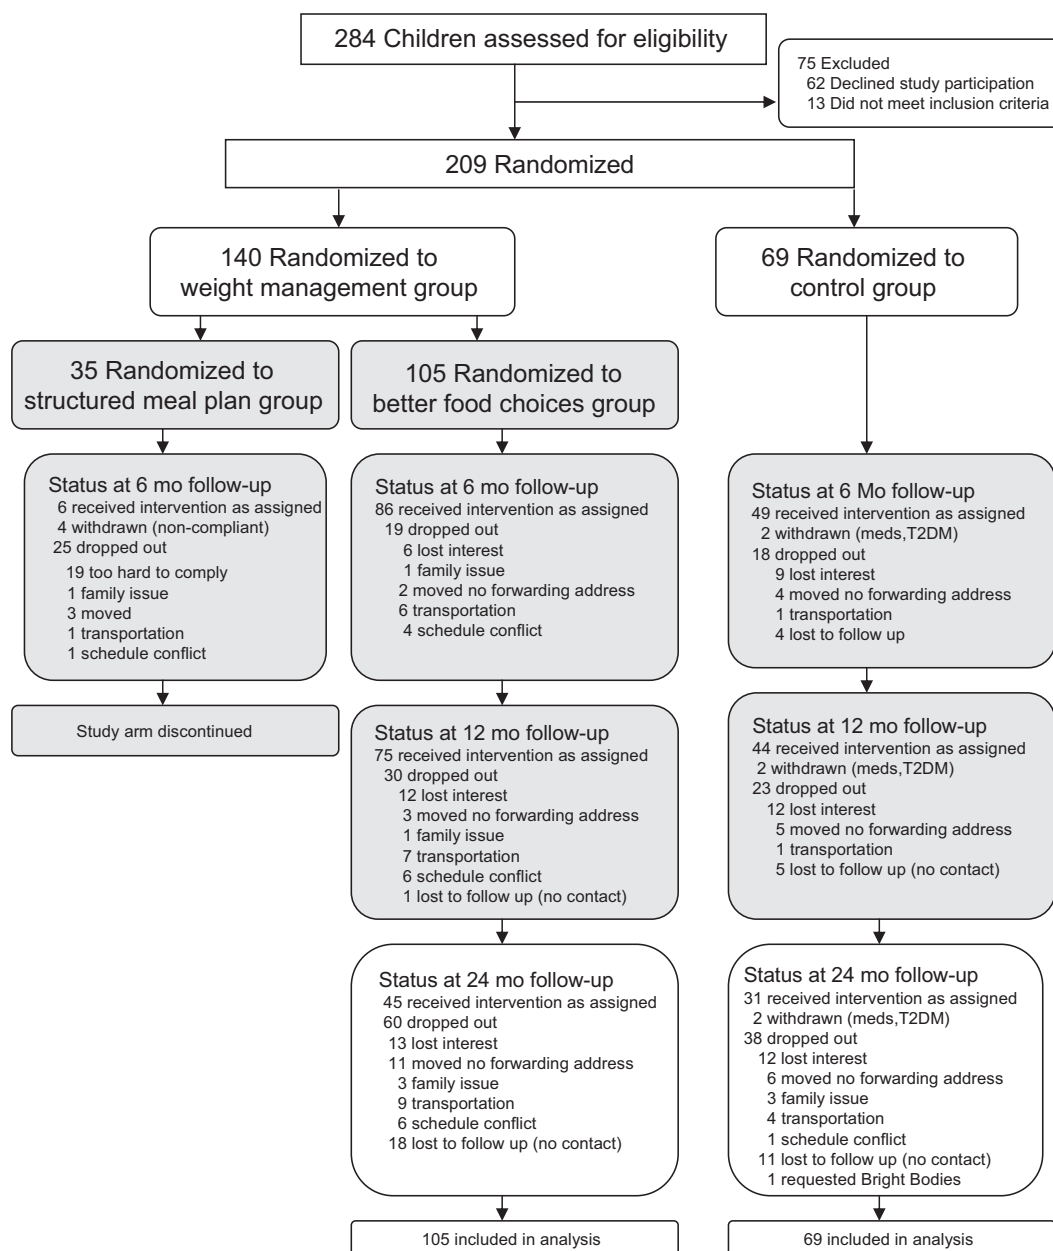 284 Children assessed for eligibility
75 Excluded
62 Declined study participation
13 Did not meet inclusion criteria
209 Randomized
140 Randomized to
weight management group
69 Randomized to
control group
35 Randomized to
structured meal plan group
105 Randomized to
better food choices group
Status at 6 mo follow-up
6 received intervention as assigned
4 withdrawn (non-compliant)
25 dropped out
19 too hard to comply
1 family issue
3 moved
1 transportation
1 schedule conflict
Status at 6 mo follow-up
86 received intervention as assigned
19 dropped out
6 lost interest
1 family issue
2 moved no forwarding address
6 transportation
4 schedule conflict
Status at 6 Mo follow-up
49 received intervention as assigned
2 withdrawn (meds,T2DM)
18 dropped out
9 lost interest
4 moved no forwarding address
1 transportation
4 lost to follow up
Study arm discontinued
Status at 12 mo follow-up
75 received intervention as assigned
30 dropped out
12 lost interest
3 moved no forwarding address
1 family issue
7 transportation
6 schedule conflict
1 lost to follow up (no contact)
Status at 12 mo follow-up
44 received intervention as assigned
2 withdrawn (meds,T2DM)
23 dropped out
12 lost interest
5 moved no forwarding address
1 transportation
5 lost to follow up (no contact)
Status at 24 mo follow-up
45 received intervention as assigned
60 dropped out
13 lost interest
11 moved no forwarding address
3 family issue
9 transportation
6 schedule conflict
18 lost to follow up (no contact)
Status at 24 mo follow-up
31 received intervention as assigned
2 withdrawn (meds,T2DM)
38 dropped out
12 lost interest
6 moved no forwarding address
3 family issue
4 transportation
1 schedule conflict
11 lost to follow up (no contact)
1 requested Bright Bodies
105 included in analysis
69 included in analysis